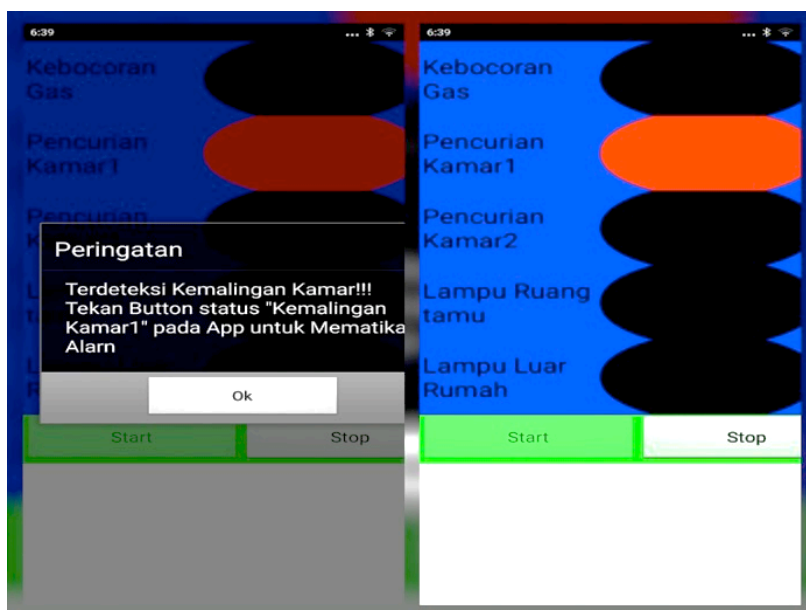 6:39
Kebocoran
Gas
Pencurian
Kamar1
Pencurian
Peringatan
Terdeteksi Kemalingan Kamar!!!
Tekan Button status "Kemalingan
Kamar1" pada App untuk Mematika
Alarn
Ok
Start
Stop
6:39
Kebocoran
Gas
Pencurian
Kamar1
Pencurian
Kamar2
Lampu Ruang
tamu
Lampu Luar
Rumah
Start
Stop